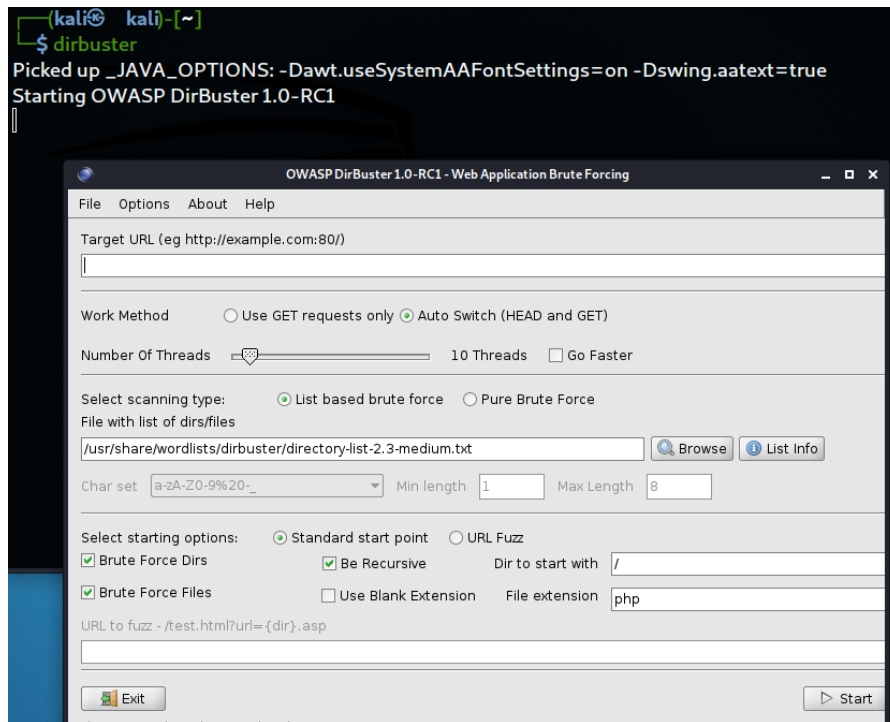 (kali㉿kali)-[~]
$ dirbuster
Picked up _JAVA_OPTIONS: -Dawt.useSystemAAFontSettings=on -Dswing.aatext=true
Starting OWASP DirBuster 1.0-RC1
OWASP DirBuster 1.0-RC1 - Web Application Brute Forcing
File Options About Help
Target URL (eg http://example.com:80/)
Work Method Use GET requests only Auto Switch (HEAD and GET)
Number Of Threads 10 Threads Go Faster
Select scanning type: List based brute force Pure Brute Force
File with list of dirs/files
/usr/share/wordlists/dirbuster/directory-list-2.3-medium.txt Browse List Info
Char set a-zA-Z0-9%20-_ Min length 1 Max Length 8
Select starting options: Standard start point URL Fuzz
Brute Force Dirs Be Recursive Dir to start with /
Brute Force Files Use Blank Extension File extension php
URL to fuzz - /test.html?url={dir}.asp
Exit Start